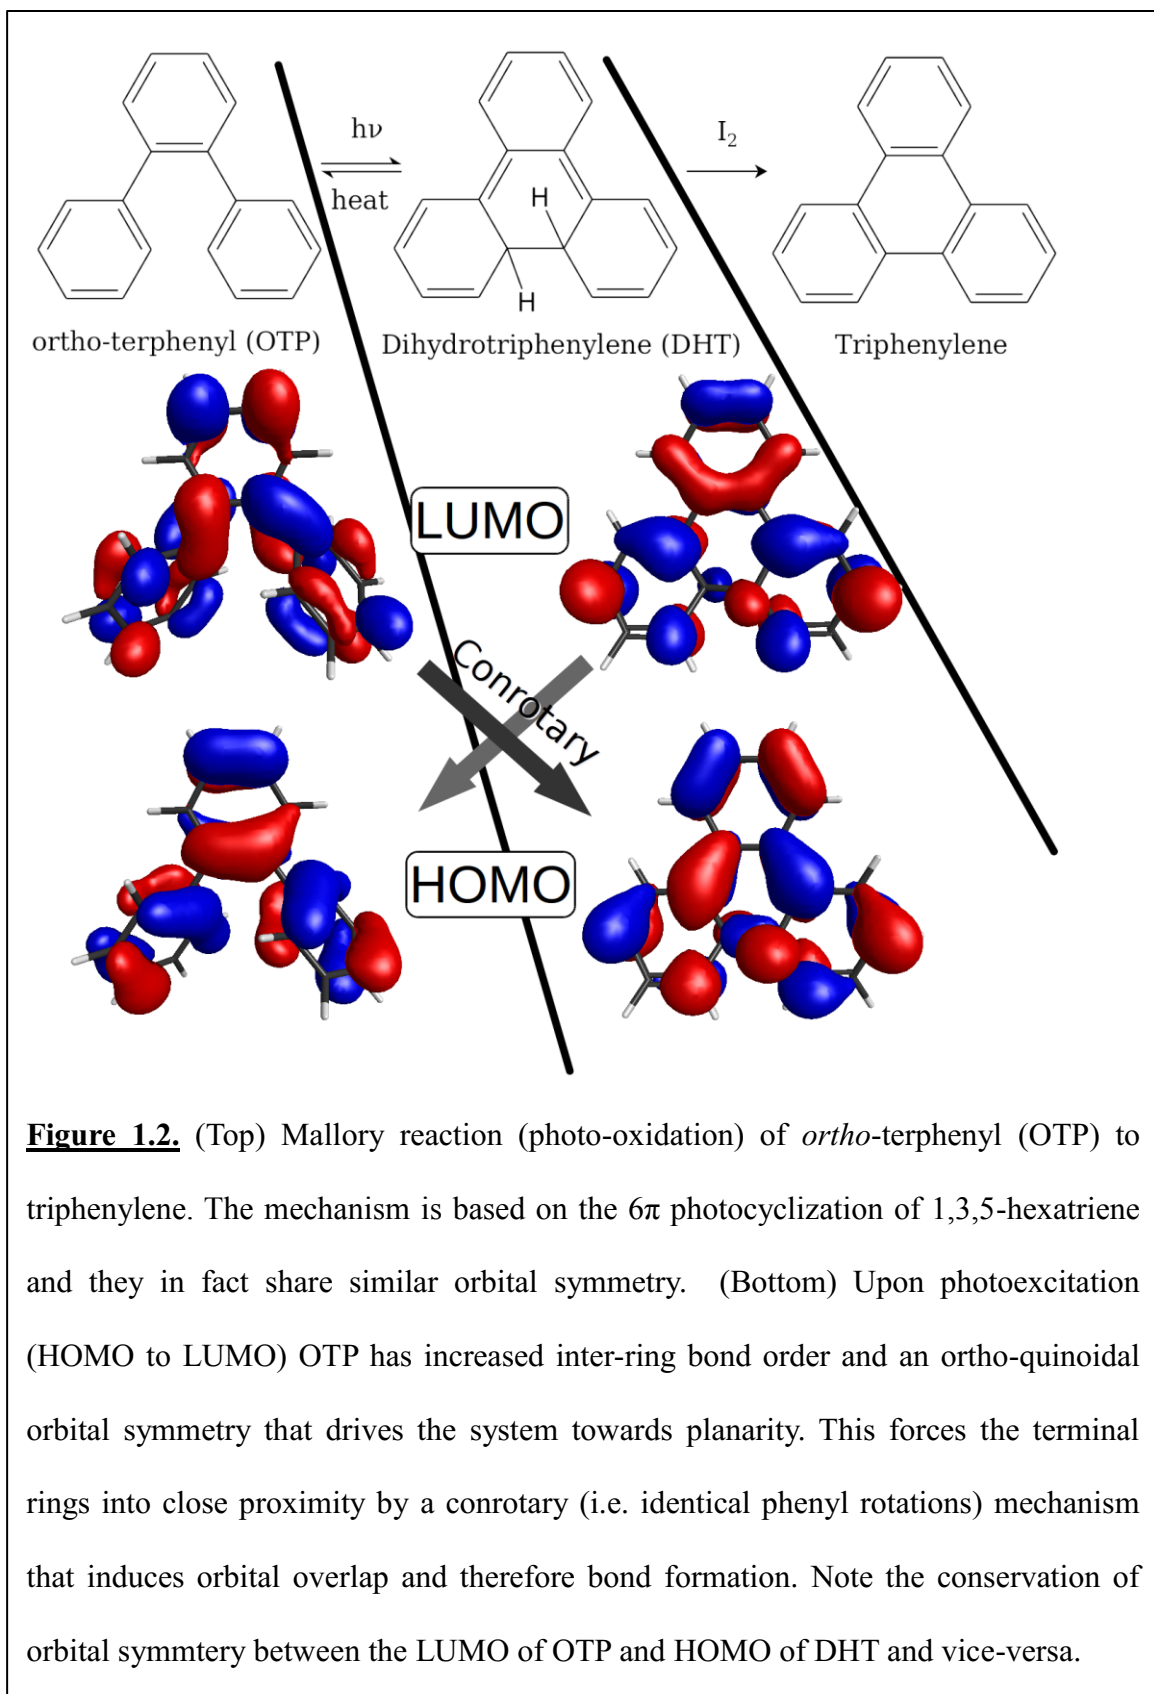 hν
I₂
heat
H
H
ortho-terphenyl (OTP)
Dihydrotriphenylene (DHT)
Triphenylene
LUMO
Conrotary
HOMO
Figure 1.2. (Top) Mallory reaction (photo-oxidation) of ortho-terphenyl (OTP) to
triphenylene. The mechanism is based on the 6π photocyclization of 1,3,5-hexatriene
and they in fact share similar orbital symmetry. (Bottom) Upon photoexcitation
(HOMO to LUMO) OTP has increased inter-ring bond order and an ortho-quinoidal
orbital symmetry that drives the system towards planarity. This forces the terminal
rings into close proximity by a conrotary (i.e. identical phenyl rotations) mechanism
that induces orbital overlap and therefore bond formation. Note the conservation of
orbital symmtery between the LUMO of OTP and HOMO of DHT and vice-versa.